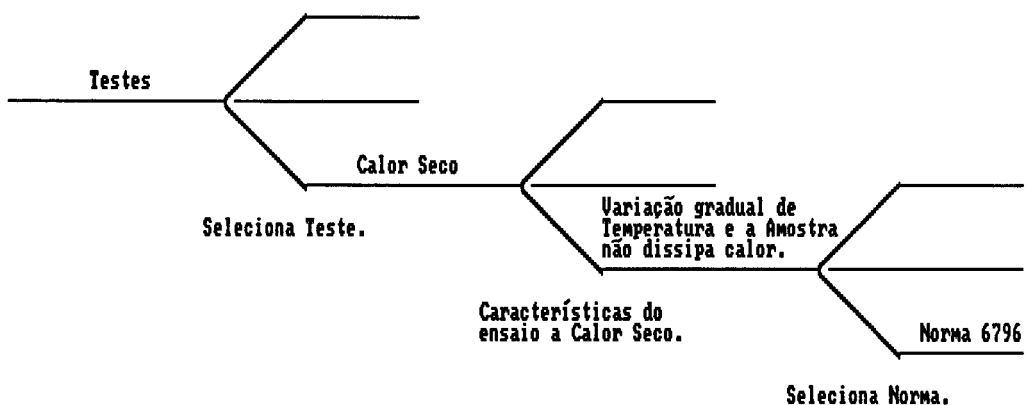 Testes
Calor Seco
Seleciona Teste.
Variação gradual de
Temperatura e a Amostra
não dissipa calor.
Características do
ensaio a Calor Seco.
Norma 6796
Seleciona Norma.